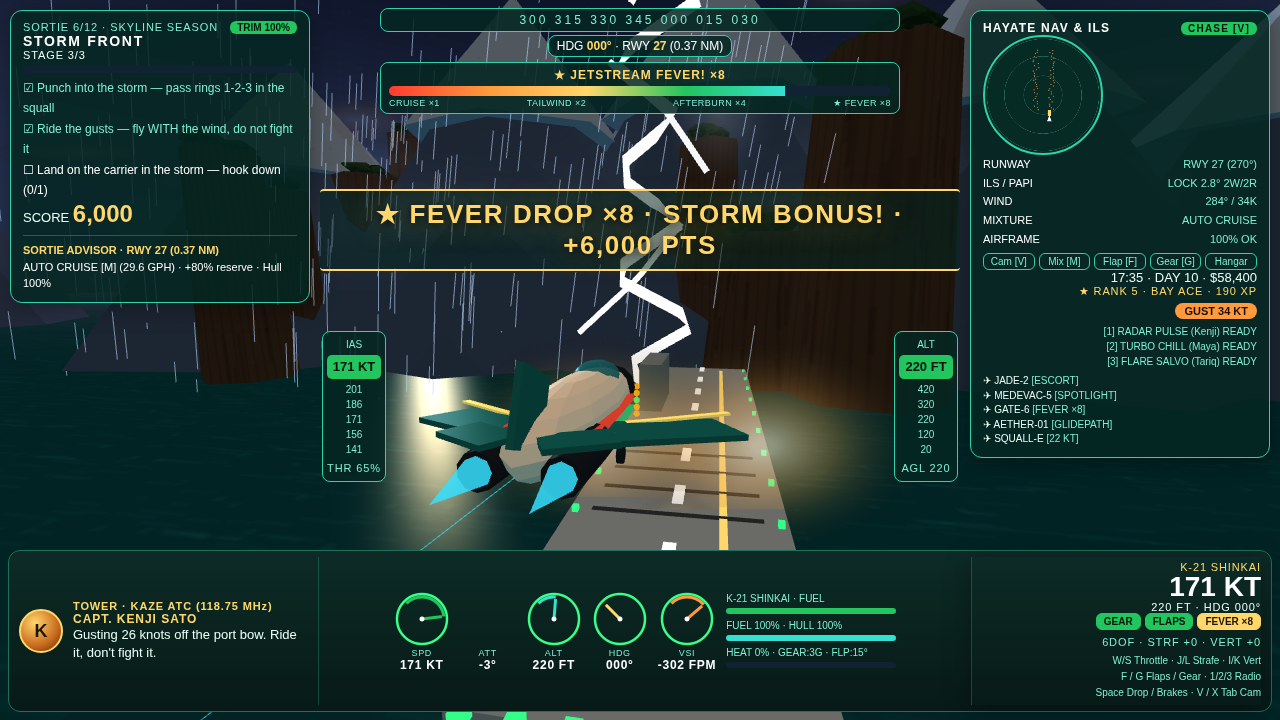 SORTIE 6/12 · SKYLINE SEASON
TRIM 100%
STORM FRONT
STAGE 3/3
☑ Punch into the storm — pass rings 1-2-3 in the squall
☑ Ride the gusts — fly WITH the wind, do not fight it
☐ Land on the carrier in the storm — hook down (0/1)
SCORE 6,000
SORTIE ADVISOR · RWY 27 (0.37 NM)
AUTO CRUISE [M] (29.6 GPH) · +80% reserve · Hull 100%
300 315 330 345 000 015 030
HDG 000° · RWY 27 (0.37 NM)
★ JETSTREAM FEVER! ×8
CRUISE ×1 TAILWIND ×2 AFTERBURN ×4 ★ FEVER ×8
★ FEVER DROP ×8 · STORM BONUS! ·
+6,000 PTS
IAS
171 KT
201
186
171
156
141
THR 65%
ALT
220 FT
420
320
220
120
20
AGL 220
HAYATE NAV & ILS
CHASE [V]
RUNWAY RWY 27 (270°)
ILS / PAPI LOCK 2.8° 2W/2R
WIND 284° / 34K
MIXTURE AUTO CRUISE
AIRFRAME 100% OK
Cam [V] Mix [M] Flap [F] Gear [G] Hangar
17:35 · DAY 10 · $58,400
★ RANK 5 · BAY ACE · 190 XP
GUST 34 KT
[1] RADAR PULSE (Kenji) READY
[2] TURBO CHILL (Maya) READY
[3] FLARE SALVO (Tariq) READY
✈ JADE-2 [ESCORT]
✈ MEDEVAC-5 [SPOTLIGHT]
✈ GATE-6 [FEVER ×8]
✈ AETHER-01 [GLIDEPATH]
✈ SQUALL-E [22 KT]
K
TOWER · KAZE ATC (118.75 MHz)
CAPT. KENJI SATO
Gusting 26 knots off the port bow. Ride it, don't fight it.
SPD
171 KT
ATT
-3°
ALT
220 FT
HDG
000°
VSI
-302 FPM
K-21 SHINKAI · FUEL
FUEL 100% · HULL 100%
HEAT 0% · GEAR:3G · FLP:15°
K-21 SHINKAI
171 KT
220 FT · HDG 000°
GEAR FLAPS FEVER ×8
6DOF · STRF +0 · VERT +0
W/S Throttle · J/L Strafe · I/K Vert
F / G Flaps / Gear · 1/2/3 Radio
Space Drop / Brakes · V / X Tab Cam